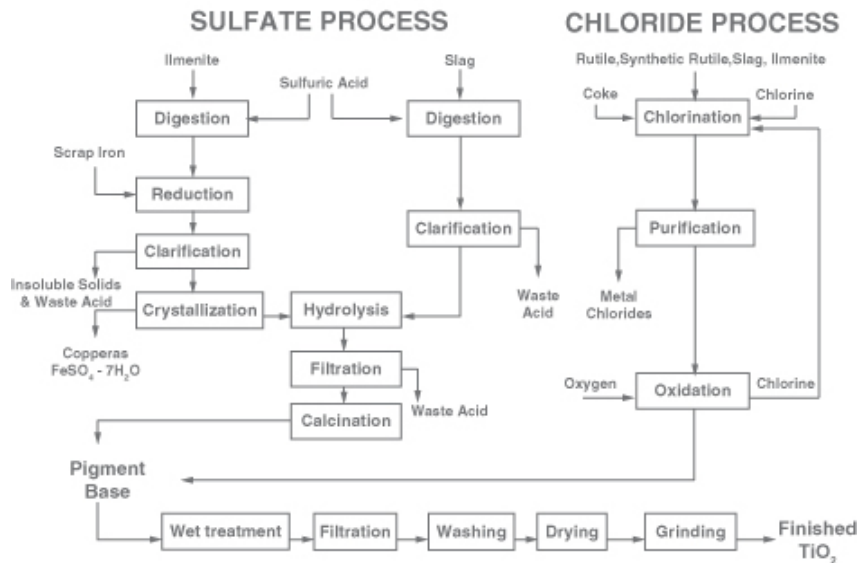 SULFATE PROCESS
CHLORIDE PROCESS
Ilmenite
Sulfuric Acid
Slag
Rutile,Synthetic Rutile,Slag, Ilmenite
Coke
Chlorine
Digestion
Digestion
Chlorination
Scrap Iron
Reduction
Clarification
Clarification
Purification
Insoluble Solids
& Waste Acid
Crystallization
Hydrolysis
Waste
Acid
Metal
Chlorides
Copperas
FeSO₄ - 7H₂O
Filtration
Waste Acid
Oxygen
Oxidation
Chlorine
Calcination
Pigment
Base
Wet treatment
Filtration
Washing
Drying
Grinding
Finished
TiO₂